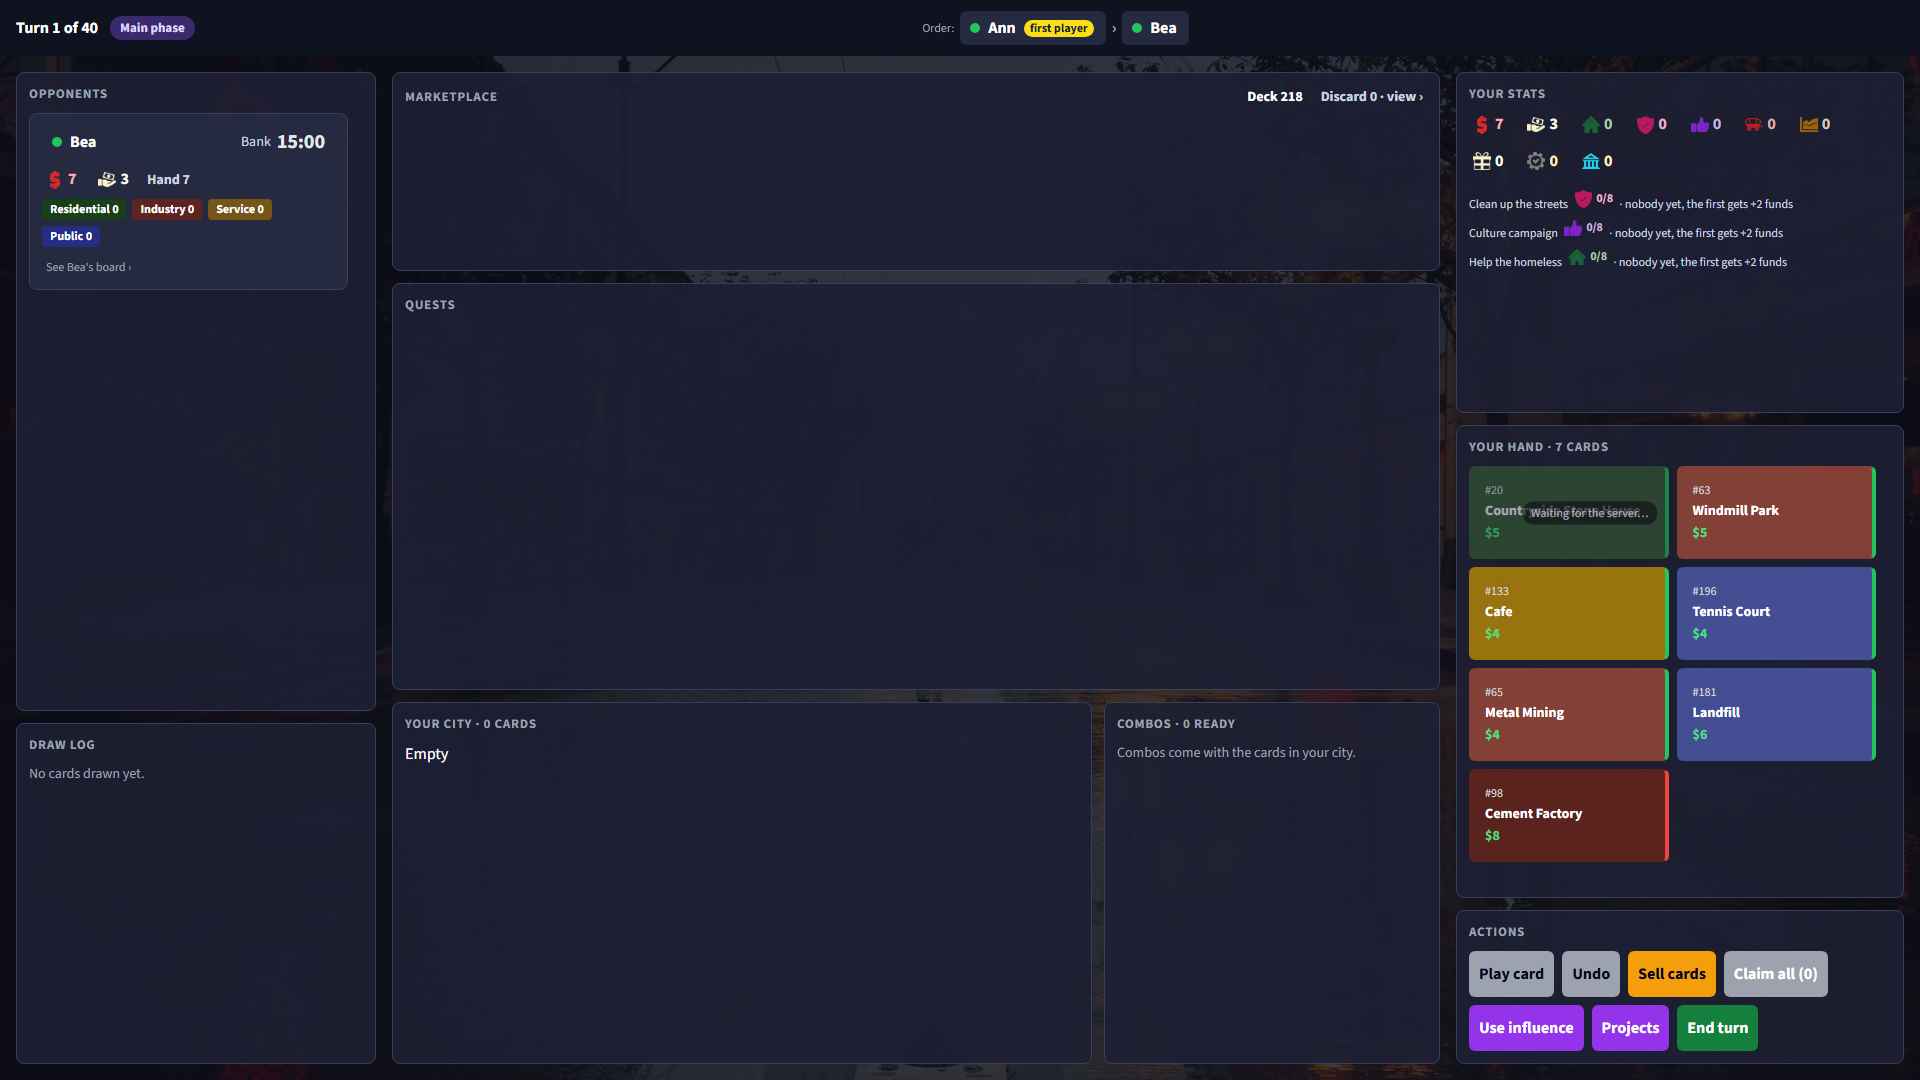 Turn 1 of 40 Main phase
Order: Ann first player › Bea
OPPONENTS
Bea Bank 15:00
7 3 Hand 7
Residential 0 Industry 0 Service 0
Public 0
See Bea's board ›
DRAW LOG
No cards drawn yet.
MARKETPLACE Deck 218 Discard 0 · view ›
QUESTS
YOUR CITY · 0 CARDS
Empty
COMBOS · 0 READY
Combos come with the cards in your city.
YOUR STATS
7 3 0 0 0 0 0
0 0 0
Clean up the streets 0/8 · nobody yet, the first gets +2 funds
Culture campaign 0/8 · nobody yet, the first gets +2 funds
Help the homeless 0/8 · nobody yet, the first gets +2 funds
YOUR HAND · 7 CARDS
#20
Waiting for the server...
$5
#63
Windmill Park
$5
#133
Cafe
$4
#196
Tennis Court
$4
#65
Metal Mining
$4
#181
Landfill
$6
#98
Cement Factory
$8
ACTIONS
Play card Undo Sell cards Claim all (0)
Use influence Projects End turn